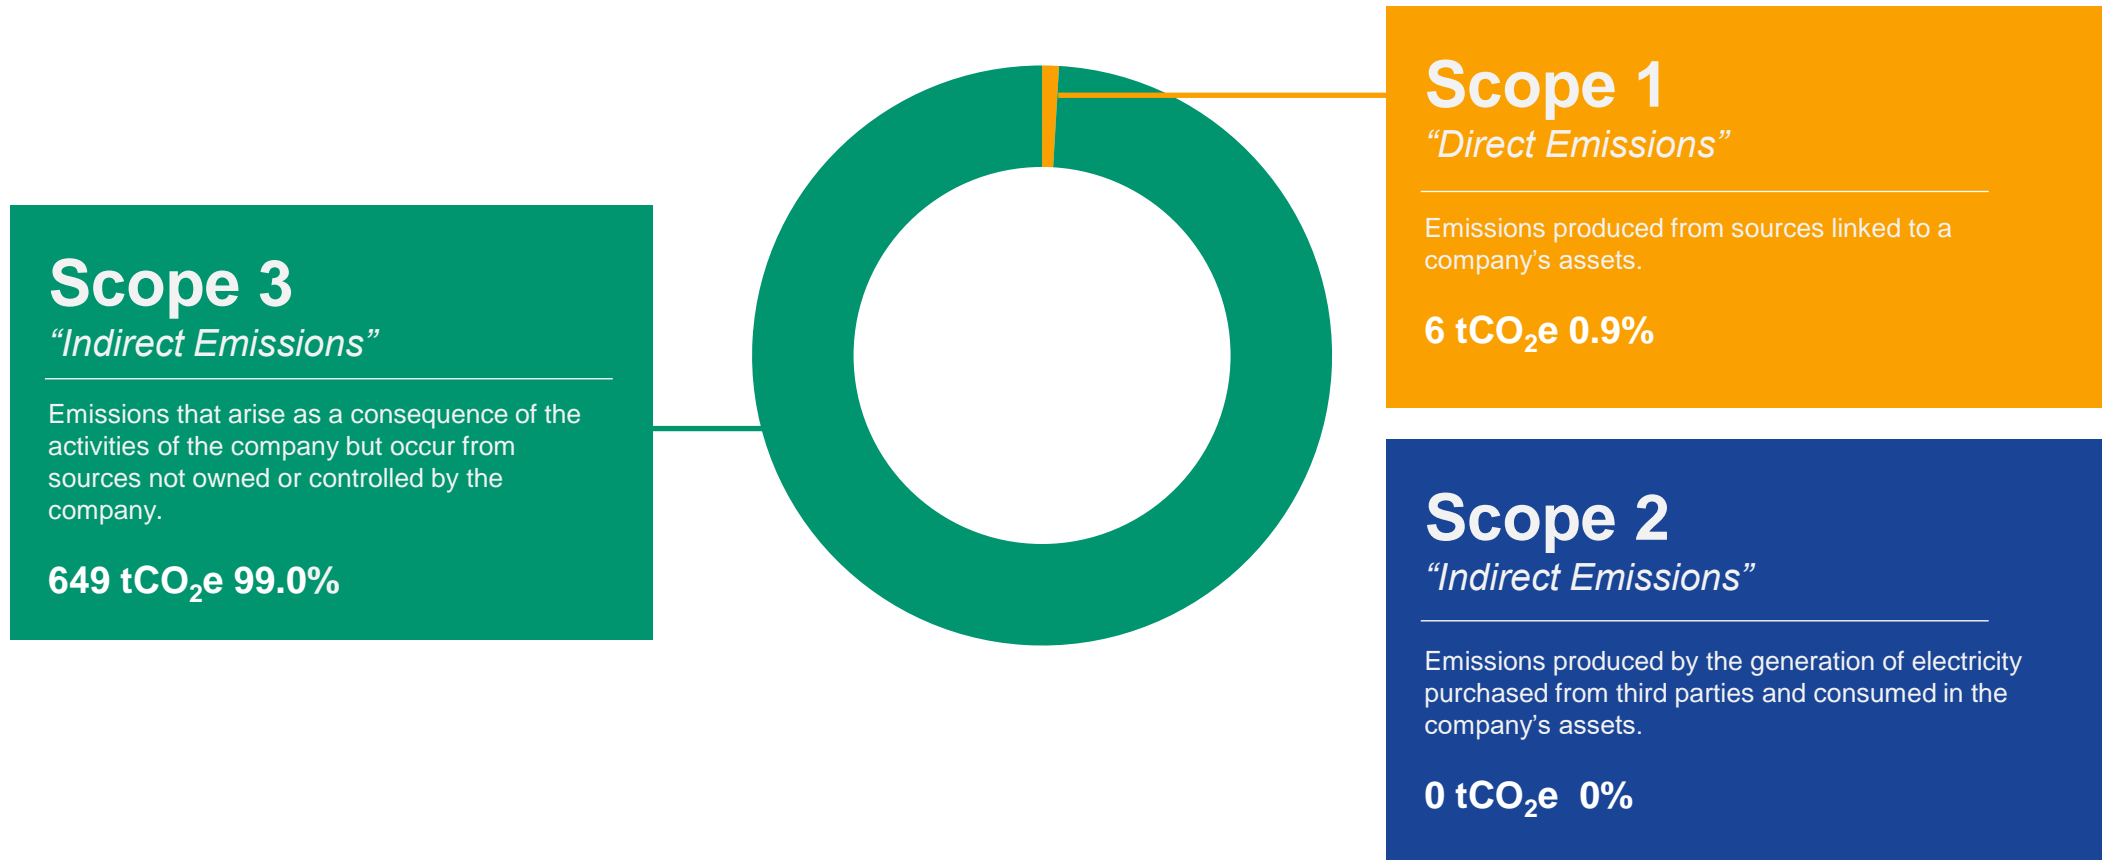 Scope 3
“Indirect Emissions”
Emissions that arise as a consequence of the
activities of the company but occur from
sources not owned or controlled by the
company.
649 tCO₂e 99.0%
Scope 1
“Direct Emissions”
Emissions produced from sources linked to a
company’s assets.
6 tCO₂e 0.9%
Scope 2
“Indirect Emissions”
Emissions produced by the generation of electricity
purchased from third parties and consumed in the
company’s assets.
0 tCO₂e  0%